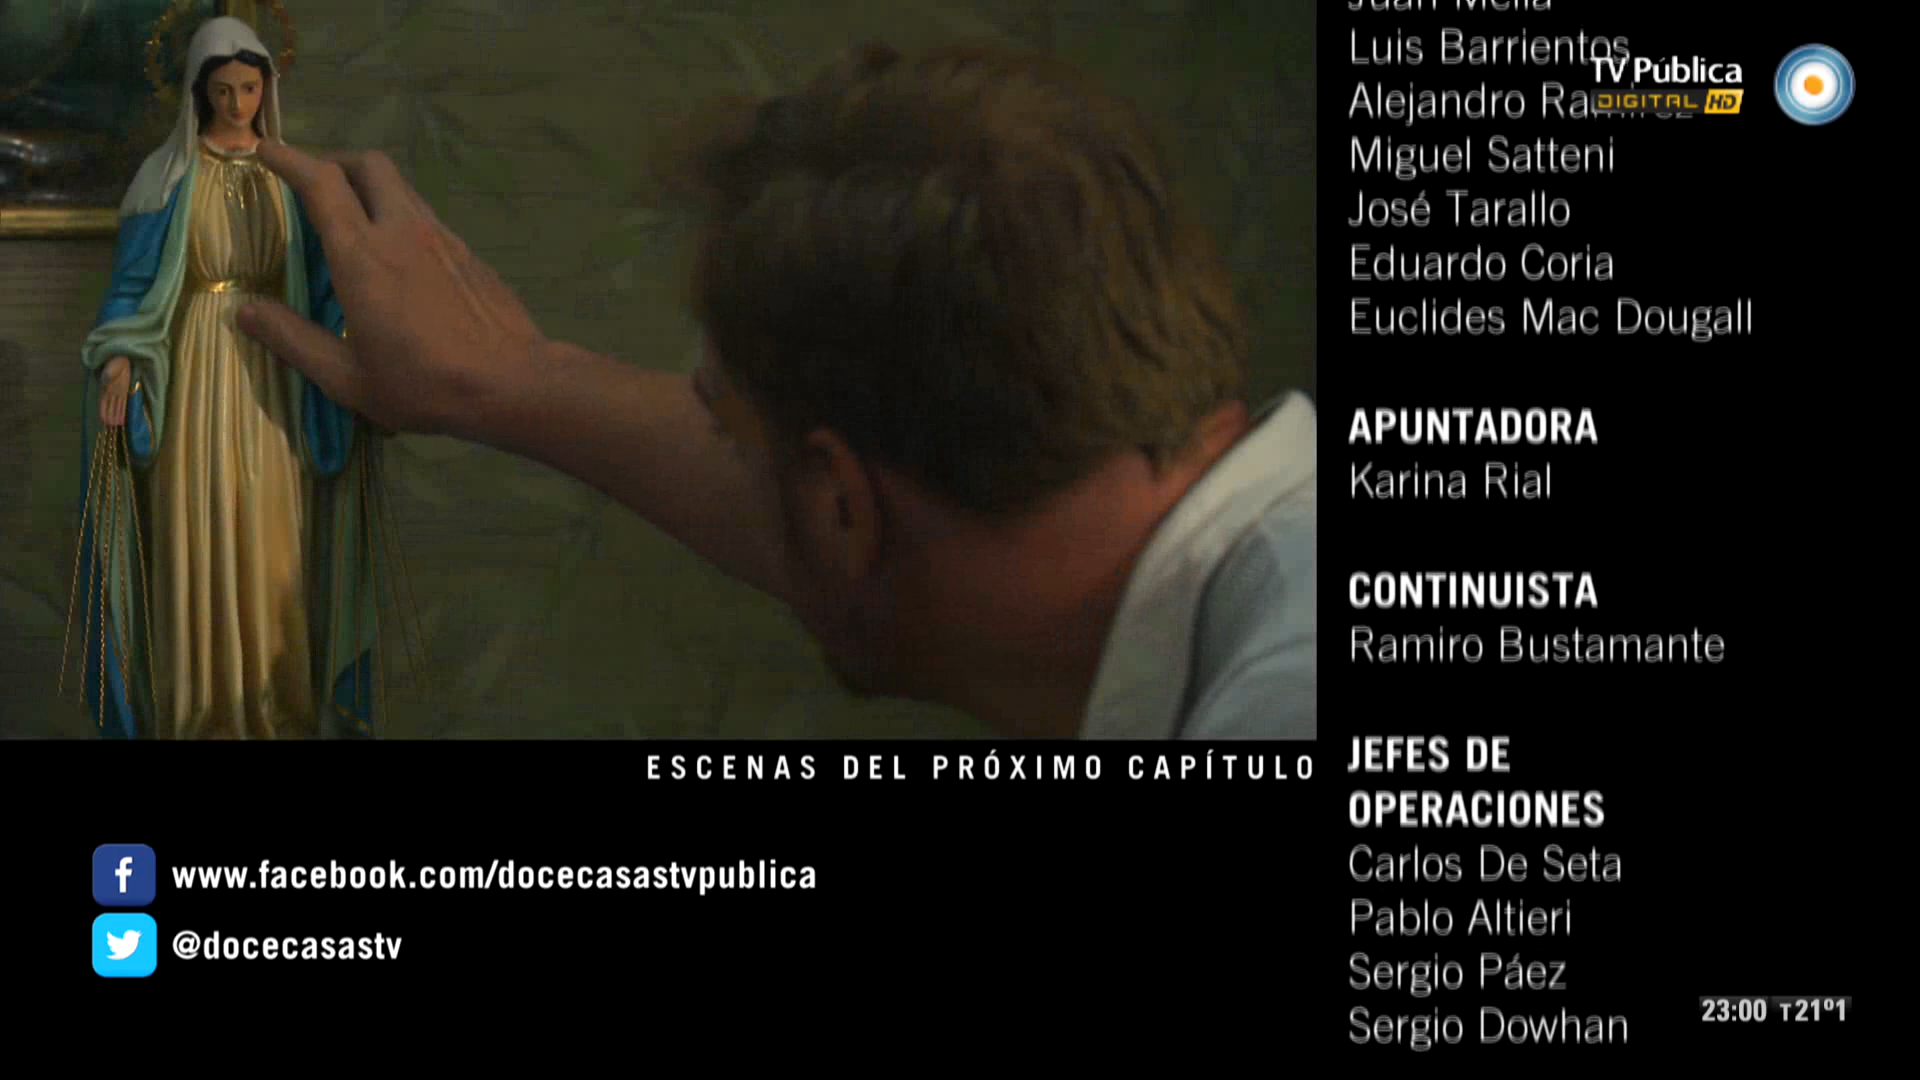 Luis Barrientos
Alejandro
Miguel Satteni
José Tarallo
Eduardo Coria
Euclides Mac Dougall
APUNTADORA
Karina Rial
CONTINUISTA
Ramiro Bustamante
JEFES DE
OPERACIONES
Carlos De Seta
Pablo Altieri
Sergio Páez
Sergio Dowhan
TV Pública
DIGITAL HD
ESCENAS DEL PRÓXIMO CAPÍTULO
f
www.facebook.com/docecasastvpublica
@docecasastv
23:00 T21º1